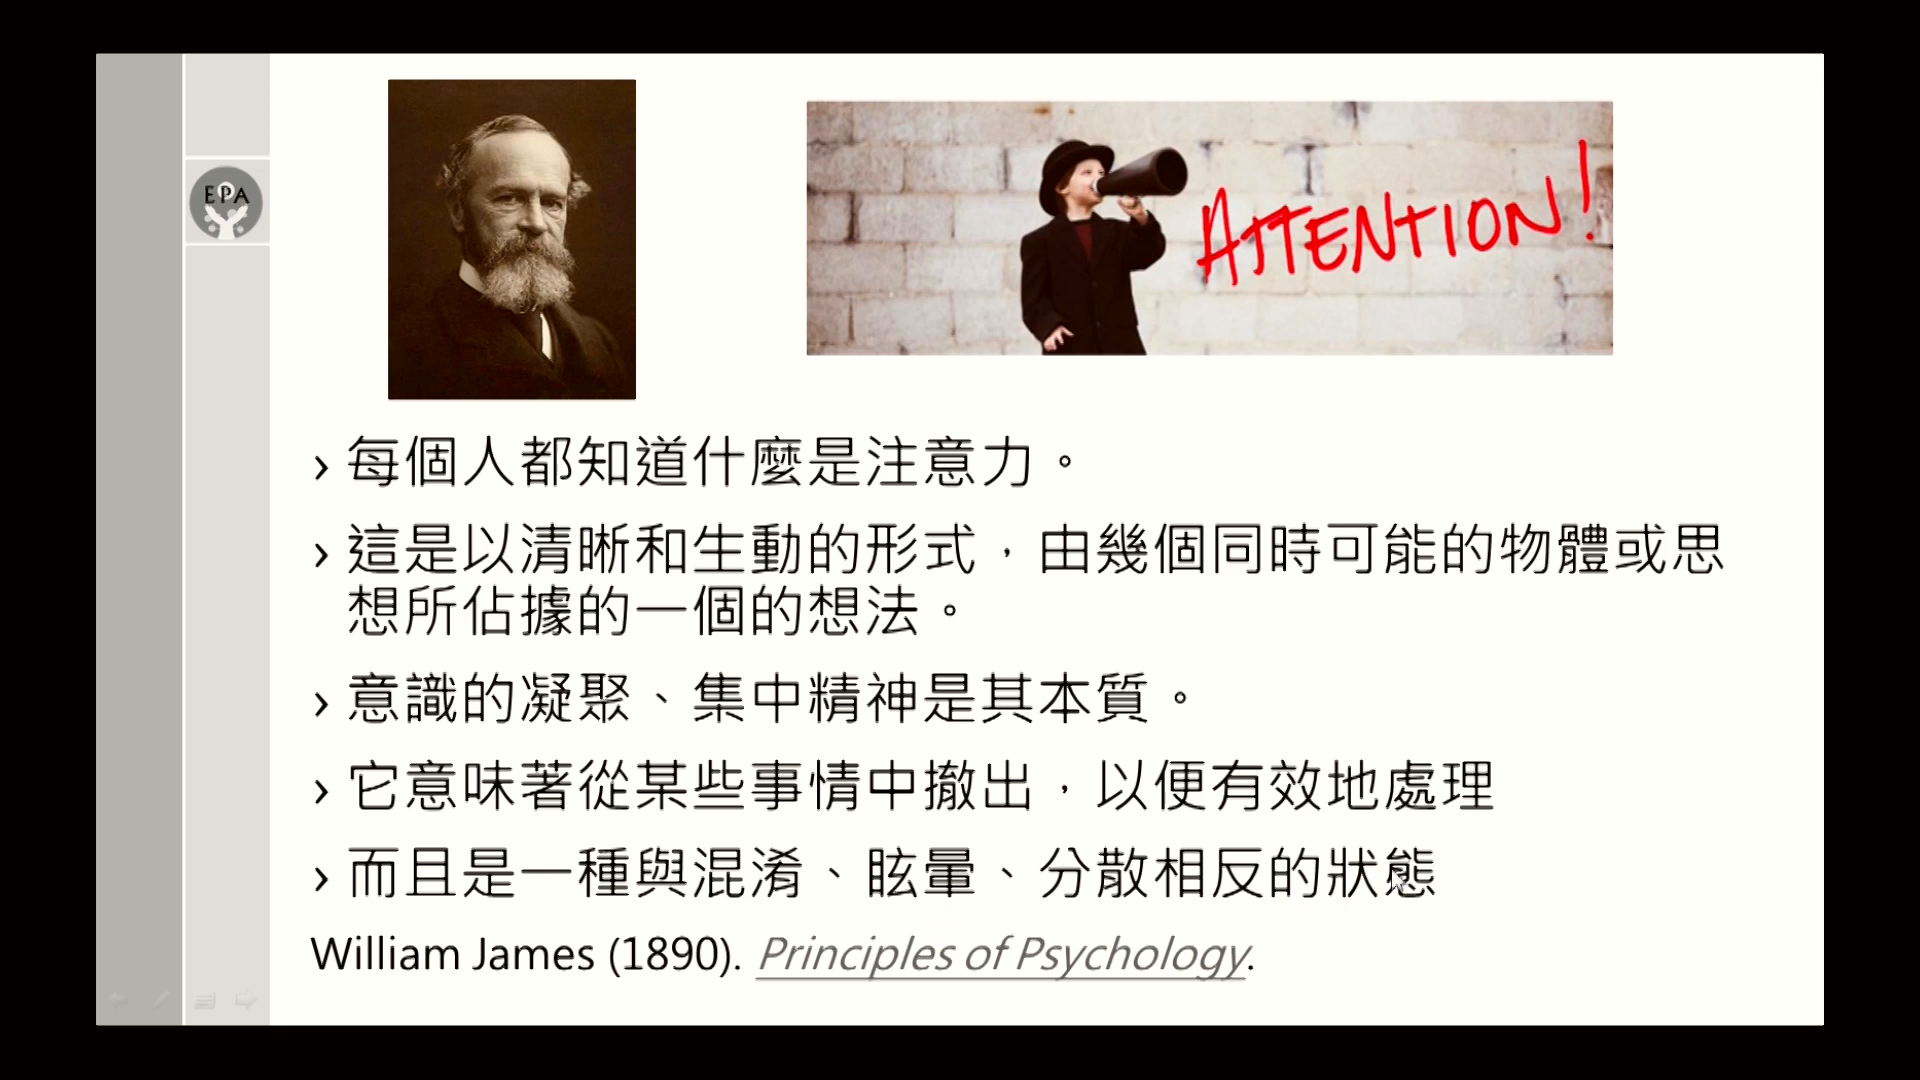 EPA
ATTENTION!
› 每個人都知道什麼是注意力。
› 這是以清晰和生動的形式，由幾個同時可能的物體或思
想所佔據的一個的想法。
› 意識的凝聚、集中精神是其本質。
› 它意味著從某些事情中撤出，以便有效地處理
› 而且是一種與混淆、眩暈、分散相反的狀態
William James (1890). Principles of Psychology.